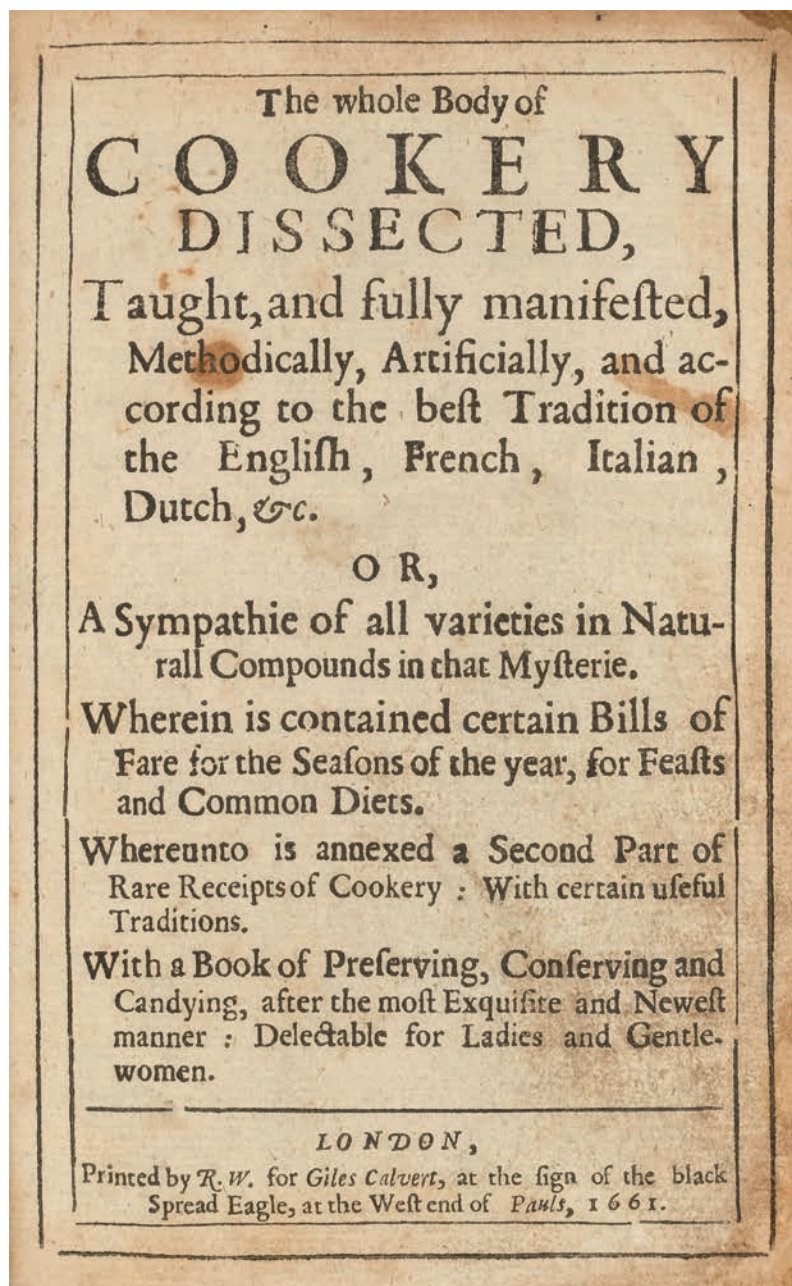 The whole Body of
COOKERY
DISSECTED,
Taught, and fully manifeſted,
Methodically, Artificially, and ac-
cording to the beſt Tradition of
the Engliſh, French, Italian,
Dutch, &c.
OR,
A Sympathie of all varieties in Natu-
rall Compounds in that Myſterie.
Wherein is contained certain Bills of
Fare for the Seaſons of the year, for Feaſts
and Common Diets.
Whereunto is annexed a Second Part of
Rare Receipts of Cookery : With certain uſeful
Traditions.
With a Book of Preſerving, Conſerving and
Candying, after the moſt Exquiſite and Neweſt
manner : Delectable for Ladies and Gentle-
women.
LONDON,
Printed by R. W. for Giles Calvert, at the ſign of the black
Spread Eagle, at the Weſt end of Pauls, 1661.